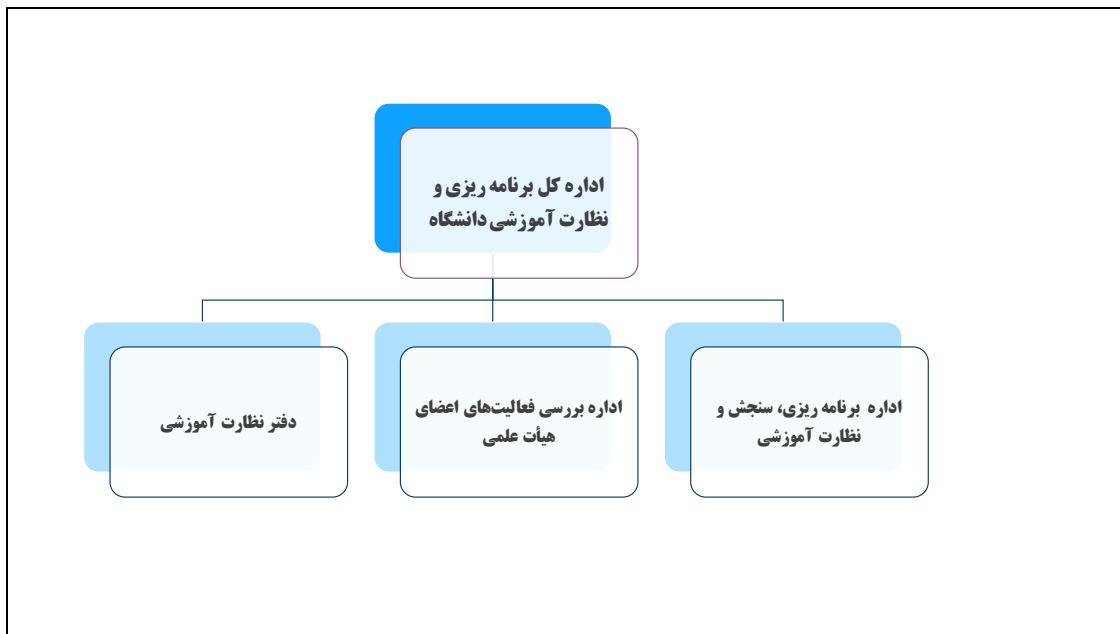 اداره کل برنامه ریزی و
نظارت آموزشی دانشگاه
اداره برنامه ریزی، سنجش و
نظارت آموزشی
اداره بررسی فعالیت‌های اعضای
هیأت علمی
دفتر نظارت آموزشی